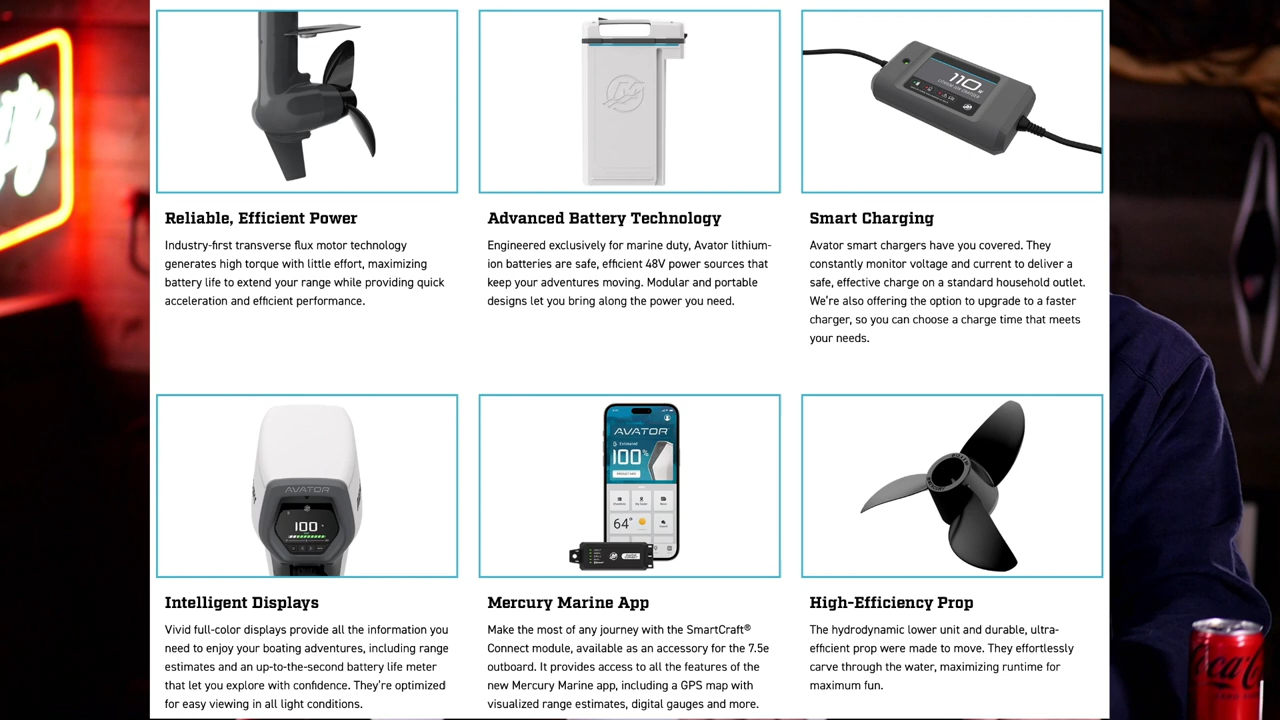 Reliable, Efficient Power
Industry-first transverse flux motor technology
generates high torque with little effort, maximizing
battery life to extend your range while providing quick
acceleration and efficient performance.
Advanced Battery Technology
Engineered exclusively for marine duty, Avator lithium-
ion batteries are safe, efficient 48V power sources that
keep your adventures moving. Modular and portable
designs let you bring along the power you need.
110
Smart Charging
Avator smart chargers have you covered. They
constantly monitor voltage and current to deliver a
safe, effective charge on a standard household outlet.
We’re also offering the option to upgrade to a faster
charger, so you can choose a charge time that meets
your needs.
AVATOR
100
Intelligent Displays
Vivid full-color displays provide all the information you
need to enjoy your boating adventures, including range
estimates and an up-to-the-second battery life meter
that let you explore with confidence. They’re optimized
for easy viewing in all light conditions.
AVATOR
Estimated
100%
64°
Mercury Marine App
Make the most of any journey with the SmartCraft®
Connect module, available as an accessory for the 7.5e
outboard. It provides access to all the features of the
new Mercury Marine app, including a GPS map with
visualized range estimates, digital gauges and more.
High-Efficiency Prop
The hydrodynamic lower unit and durable, ultra-
efficient prop were made to move. They effortlessly
carve through the water, maximizing runtime for
maximum fun.